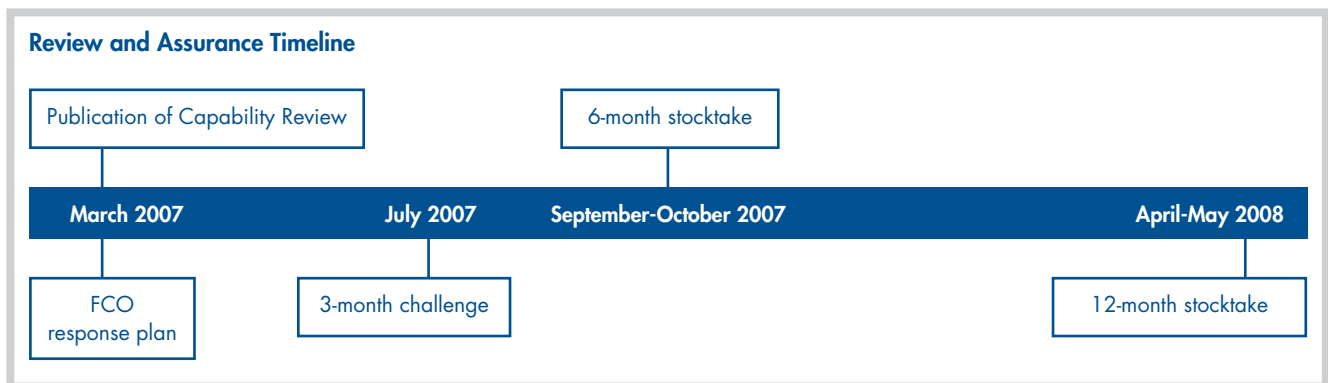 Review and Assurance Timeline
Publication of Capability Review
6-month stocktake
March 2007
July 2007
September-October 2007
April-May 2008
FCO
response plan
3-month challenge
12-month stocktake